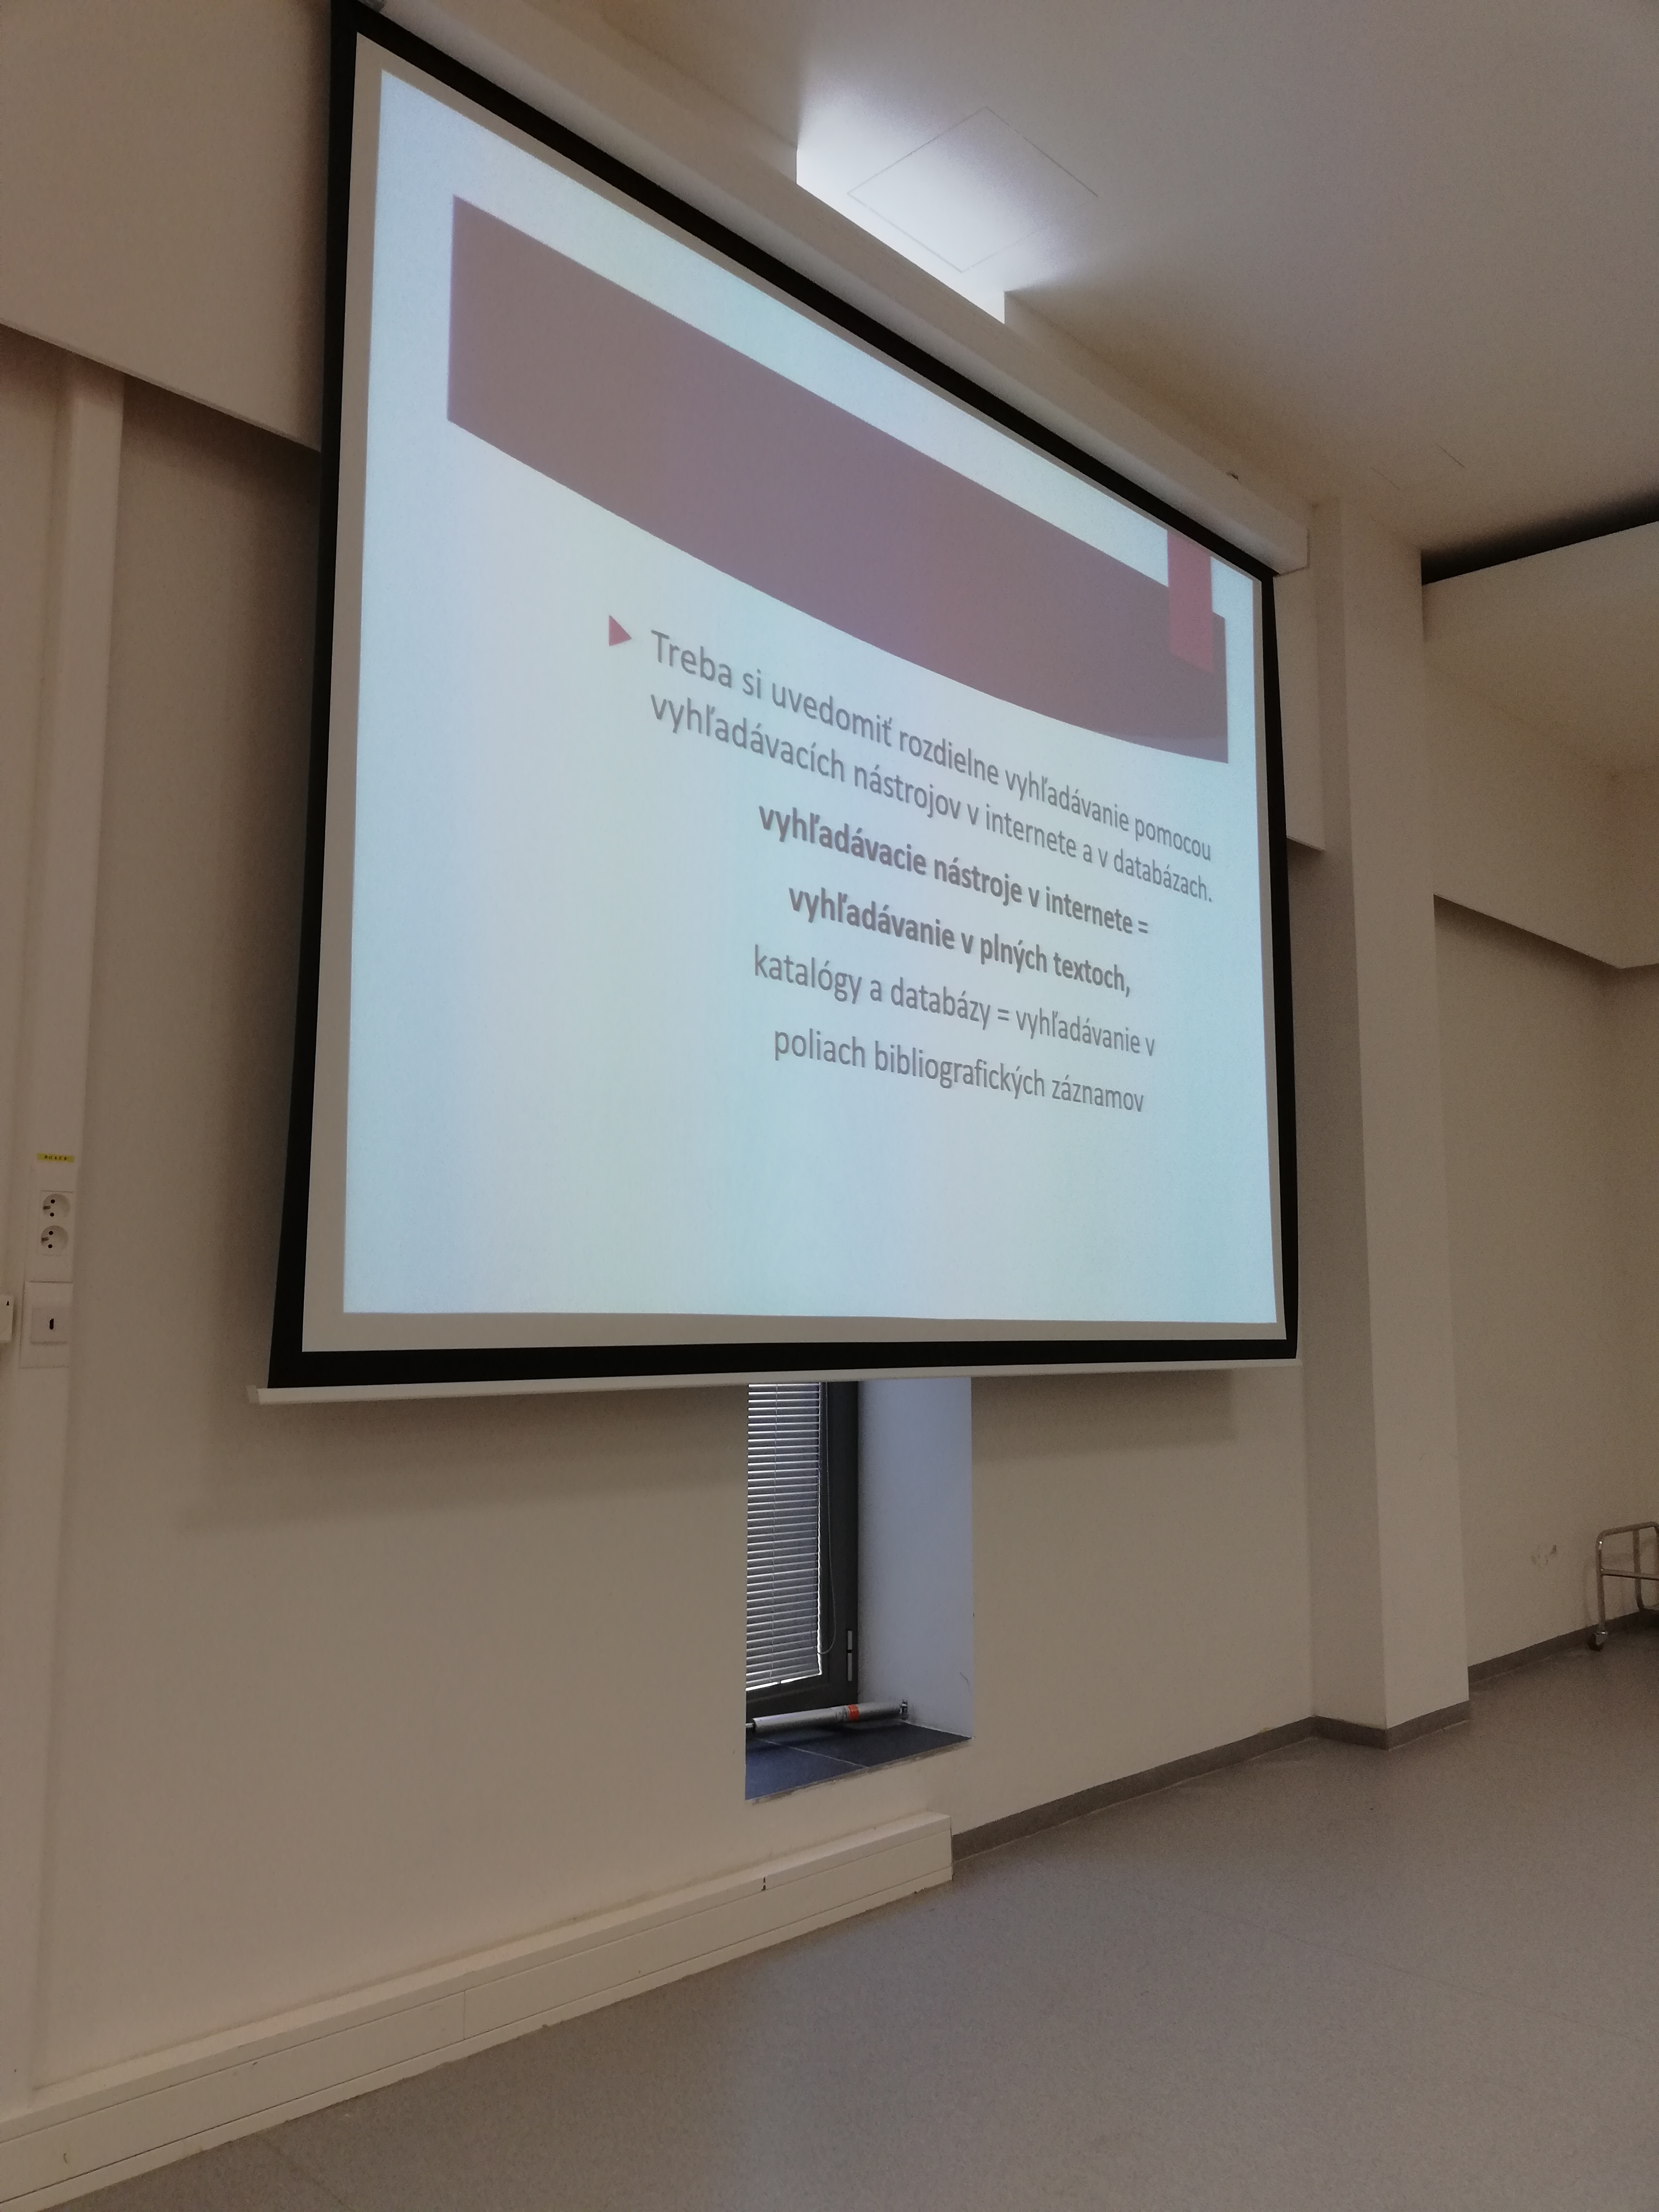 Treba si uvedomiť rozdielne vyhľadávanie pomocou
vyhľadávacích nástrojov v internete a v databázach.
vyhľadávacie nástroje v internete =
vyhľadávanie v plných textoch,
katalógy a databázy = vyhľadávanie v
poliach bibliografických záznamov